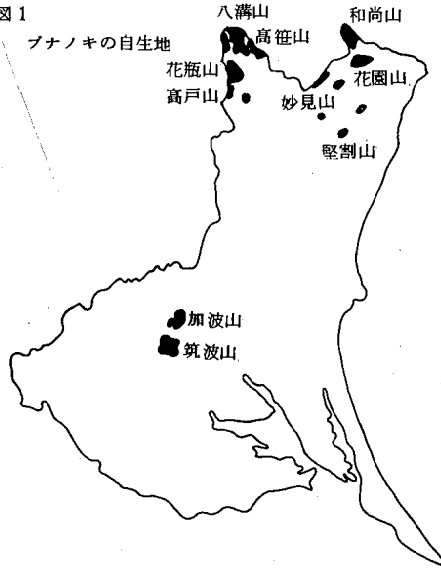 図1
ブナノキの自生地
八溝山
高笹山
和尚山
花瓶山
花園山
高戸山
妙見山
堅割山
加波山
筑波山